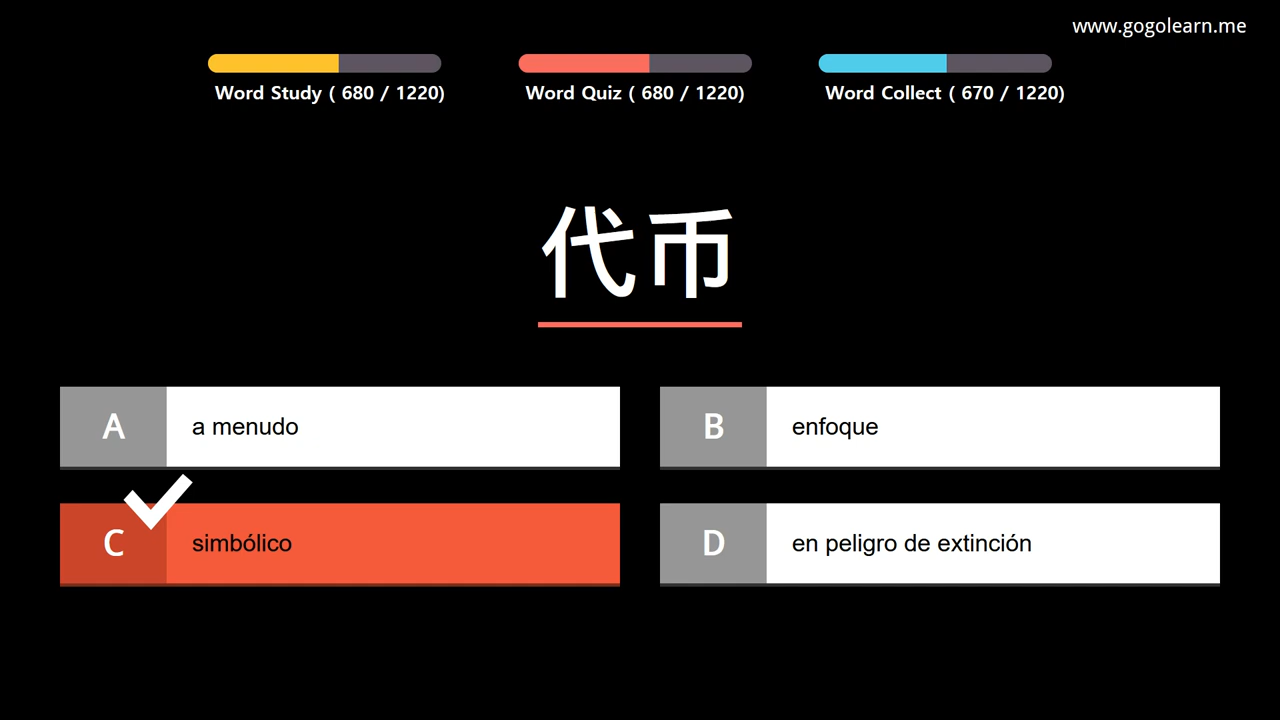 www.gogolearn.me
Word Study ( 680 / 1220)
Word Quiz ( 680 / 1220)
Word Collect ( 670 / 1220)
代币
A a menudo
B enfoque
C simbólico
D en peligro de extinción